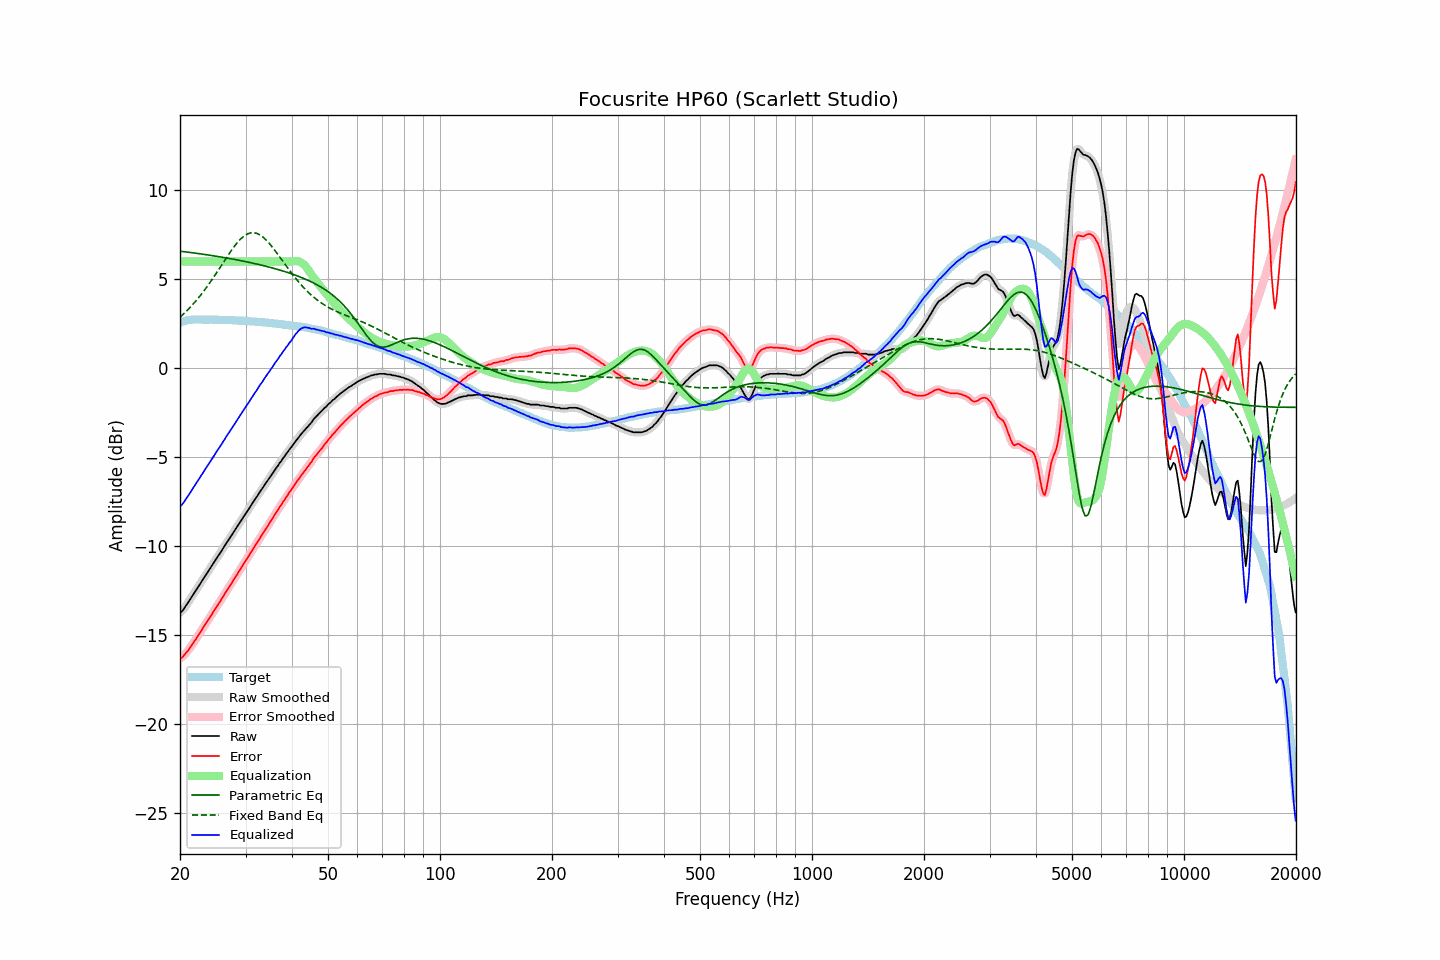 Focusrite HP60 (Scarlett Studio)
Amplitude (dBr)
10
5
0
−5
−10
−15
−20
−25
Target
Raw Smoothed
Error Smoothed
Raw
Error
Equalization
Parametric Eq
Fixed Band Eq
Equalized
20 50 100 200 500 1000 2000 5000 10000 20000
Frequency (Hz)